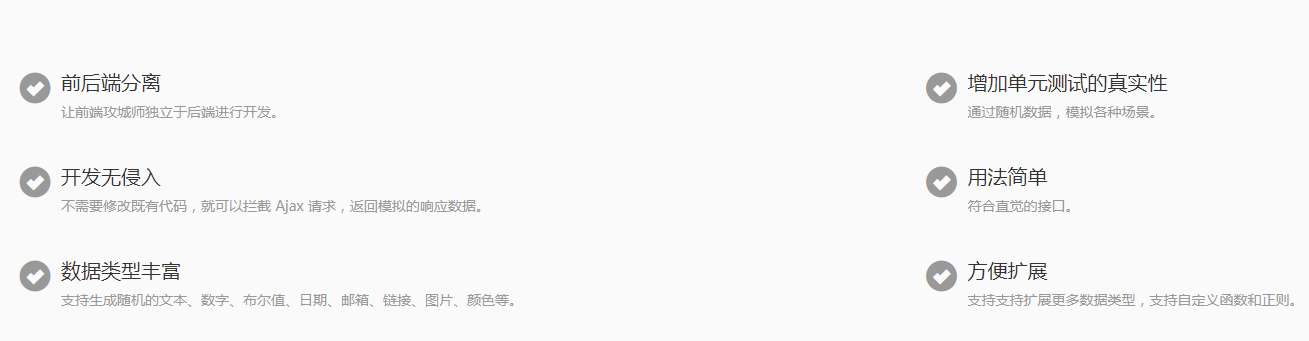 前后端分离
让前端攻城师独立于后端进行开发。
增加单元测试的真实性
通过随机数据，模拟各种场景。
开发无侵入
不需要修改既有代码，就可以拦截 Ajax 请求，返回模拟的响应数据。
用法简单
符合直觉的接口。
数据类型丰富
支持生成随机的文本、数字、布尔值、日期、邮箱、链接、图片、颜色等。
方便扩展
支持支持扩展更多数据类型，支持自定义函数和正则。